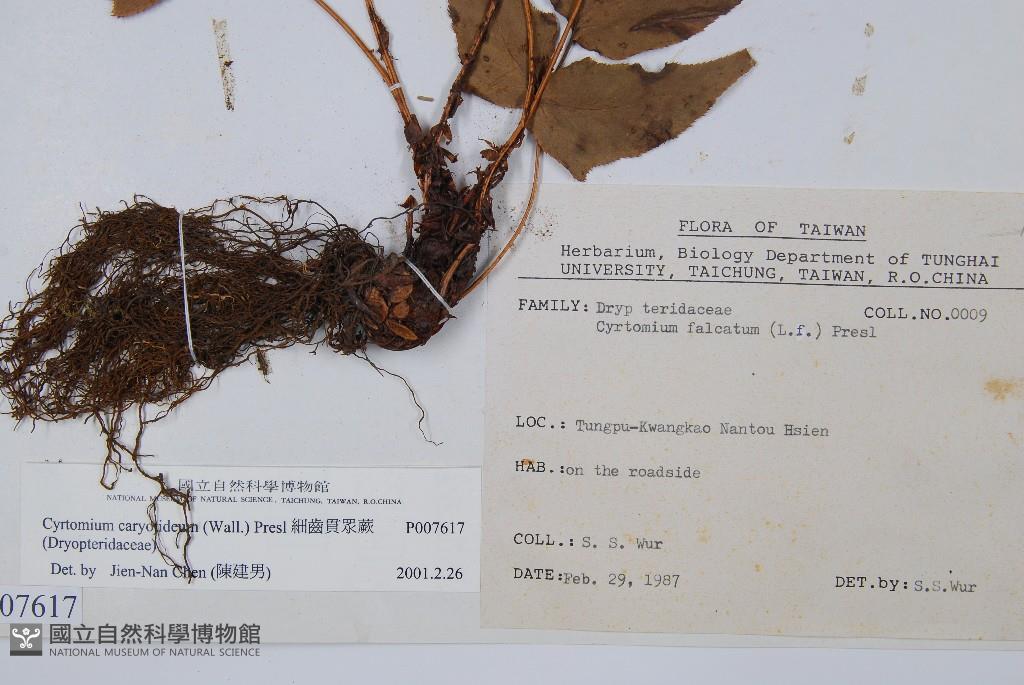 FLORA OF TAIWAN
Herbarium, Biology Department of TUNGHAI
UNIVERSITY, TAICHUNG, TAIWAN, R.O.CHINA
FAMILY: Dryp teridaceae COLL.NO.0009
Cyrtomium falcatum (L.f.) Presl
LOC.: Tungpu-Kwangkao Nantou Hsien
HAB.:on the roadside
COLL.: S. S. Wur
DATE:Feb. 29, 1987 DET.by: S.S.Wur
國立自然科學博物館
NATIONAL MUSEUM OF NATURAL SCIENCE, TAICHUNG, TAIWAN, R.O.CHINA
Cyrtomium caryotideum (Wall.) Presl 細齒貫眾蕨 P007617
(Dryopteridaceae)
Det. by Jien-Nan Chen (陳建男) 2001.2.26
07617
國立自然科學博物館
NATIONAL MUSEUM OF NATURAL SCIENCE